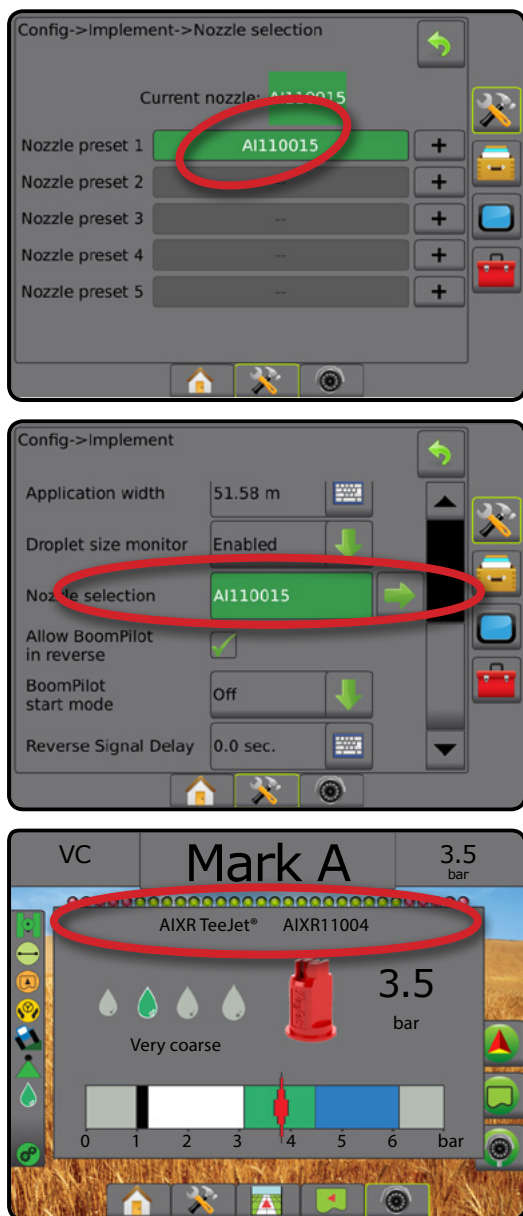 Config->Implement->Nozzle selection
Current nozzle: AI110015
Nozzle preset 1 AI110015 +
Nozzle preset 2 -- +
Nozzle preset 3 -- +
Nozzle preset 4 -- +
Nozzle preset 5 -- +
Config->Implement
Application width 51.58 m
Droplet size monitor Enabled
Nozzle selection AI110015
Allow BoomPilot
in reverse
BoomPilot
start mode Off
Reverse Signal Delay 0.0 sec.
VC Mark A 3.5
bar
AIXR TeeJet® AIXR11004
3.5
bar
Very coarse
0 1 2 3 4 5 6 bar